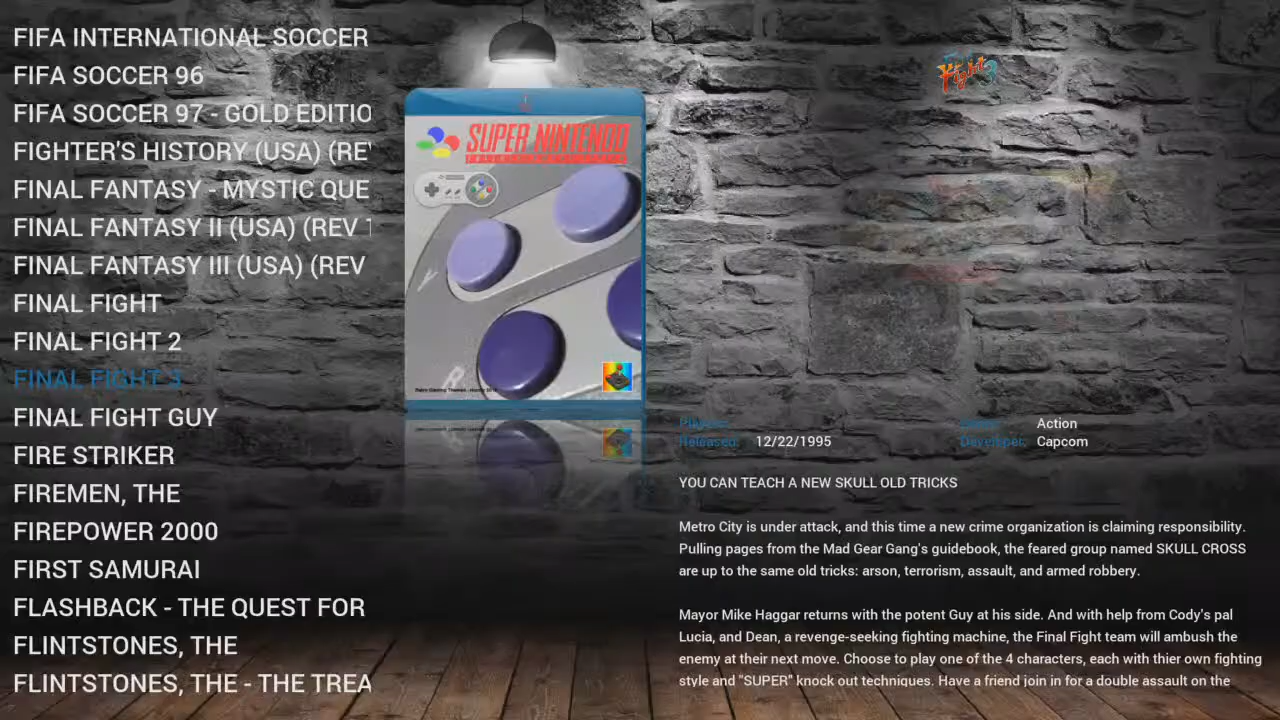 FIFA INTERNATIONAL SOCCER
FIFA SOCCER 96
FIFA SOCCER 97 - GOLD EDITIO
FIGHTER'S HISTORY (USA) (RE
FINAL FANTASY - MYSTIC QUE
FINAL FANTASY II (USA) (REV
FINAL FANTASY III (USA) (REV
FINAL FIGHT
FINAL FIGHT 2
FINAL FIGHT 3
FINAL FIGHT GUY
FIRE STRIKER
FIREMEN, THE
FIREPOWER 2000
FIRST SAMURAI
FLASHBACK - THE QUEST FOR
FLINTSTONES, THE
FLINTSTONES, THE - THE TREA
SUPER NINTENDO
Y
Fight 3
Action
Released: 12/22/1995
Developer: Capcom
YOU CAN TEACH A NEW SKULL OLD TRICKS
Metro City is under attack, and this time a new crime organization is claiming responsibility.
Pulling pages from the Mad Gear Gang's guidebook, the feared group named SKULL CROSS
are up to the same old tricks: arson, terrorism, assault, and armed robbery.
Mayor Mike Haggar returns with the potent Guy at his side. And with help from Cody's pal
Lucia, and Dean, a revenge-seeking fighting machine, the Final Fight team will ambush the
enemy at their next move. Choose to play one of the 4 characters, each with thier own fighting
style and "SUPER" knock out techniques. Have a friend join in for a double assault on the